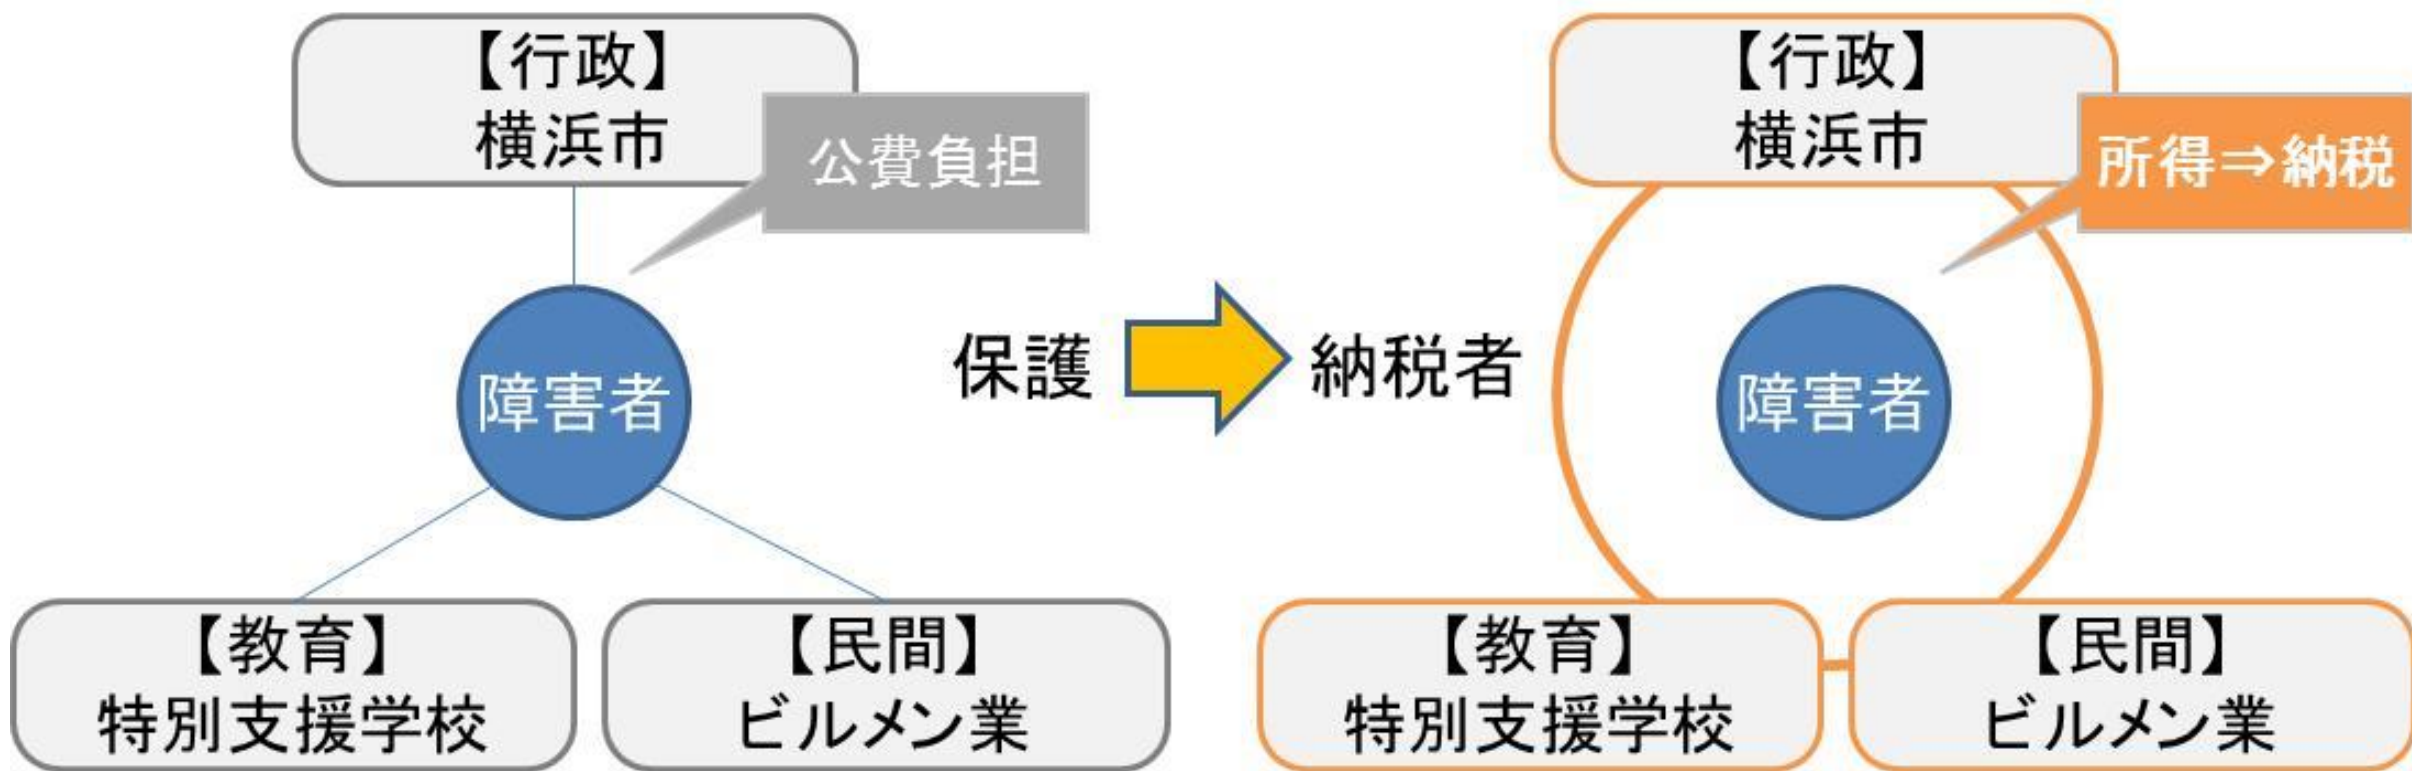 【行政】
横浜市
公費負担
障害者
【教育】
特別支援学校
【民間】
ビルメン業
保護
納税者
【行政】
横浜市
所得⇒納税
障害者
【教育】
特別支援学校
【民間】
ビルメン業